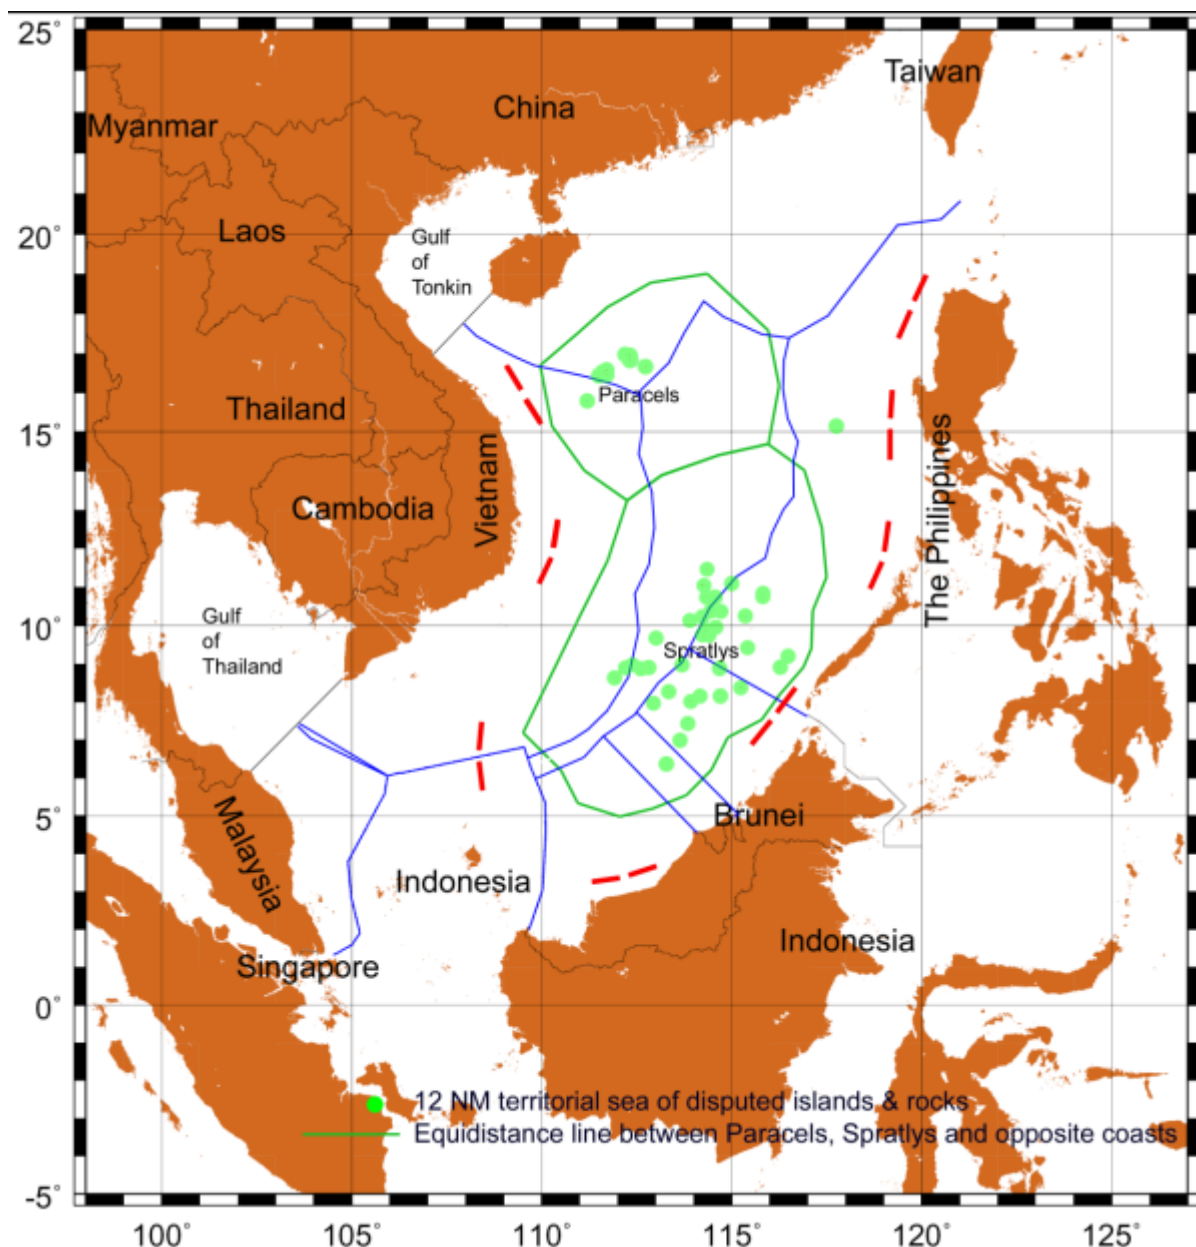 25°
Taiwan
China
Myanmar
Laos
20°
Gulf
of
Tonkin
Paracels
Thailand
15°
Vietnam
Cambodia
The Philippines
Gulf
of
Thailand
10°
Spratlys
Malaysia
5°
Brunei
Indonesia
Indonesia
Singapore
0°
12 NM territorial sea of disputed islands & rocks
Equidistance line between Paracels, Spratlys and opposite coasts
-5°
100° 105° 110° 115° 120° 125°